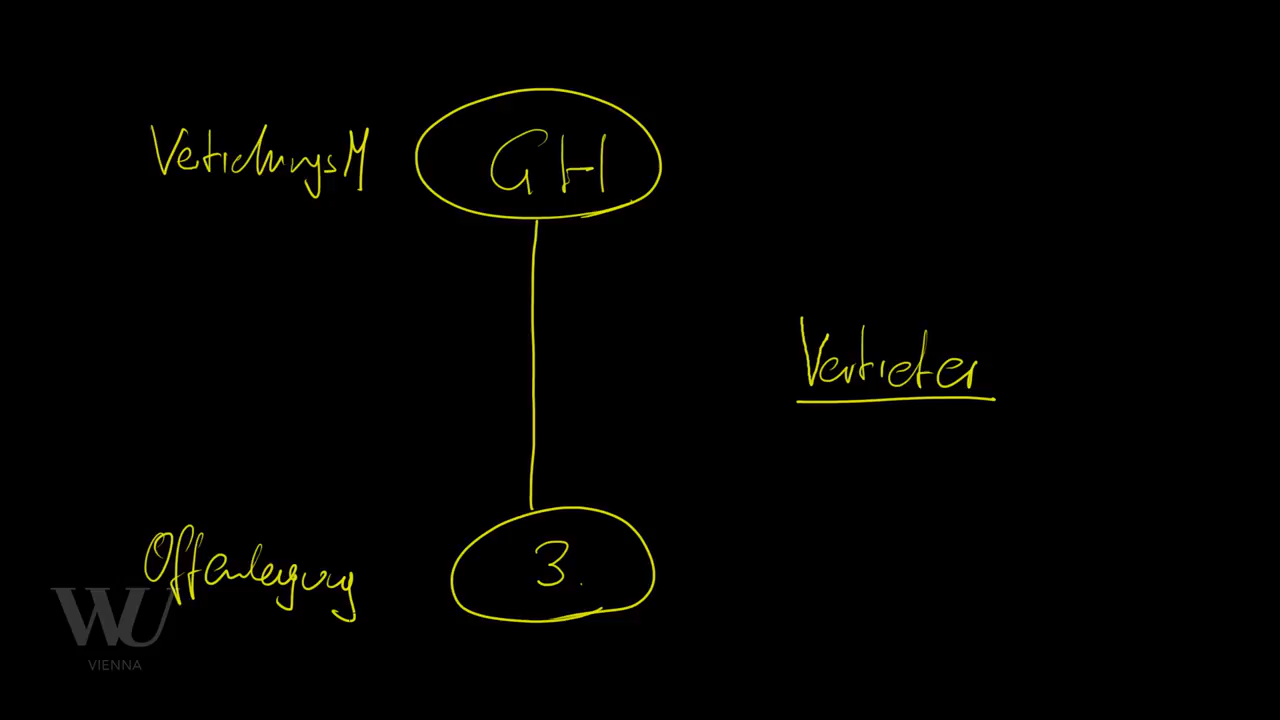 VertretungsM
GH
Vertreter
Offenlegung
3.
WU
VIENNA